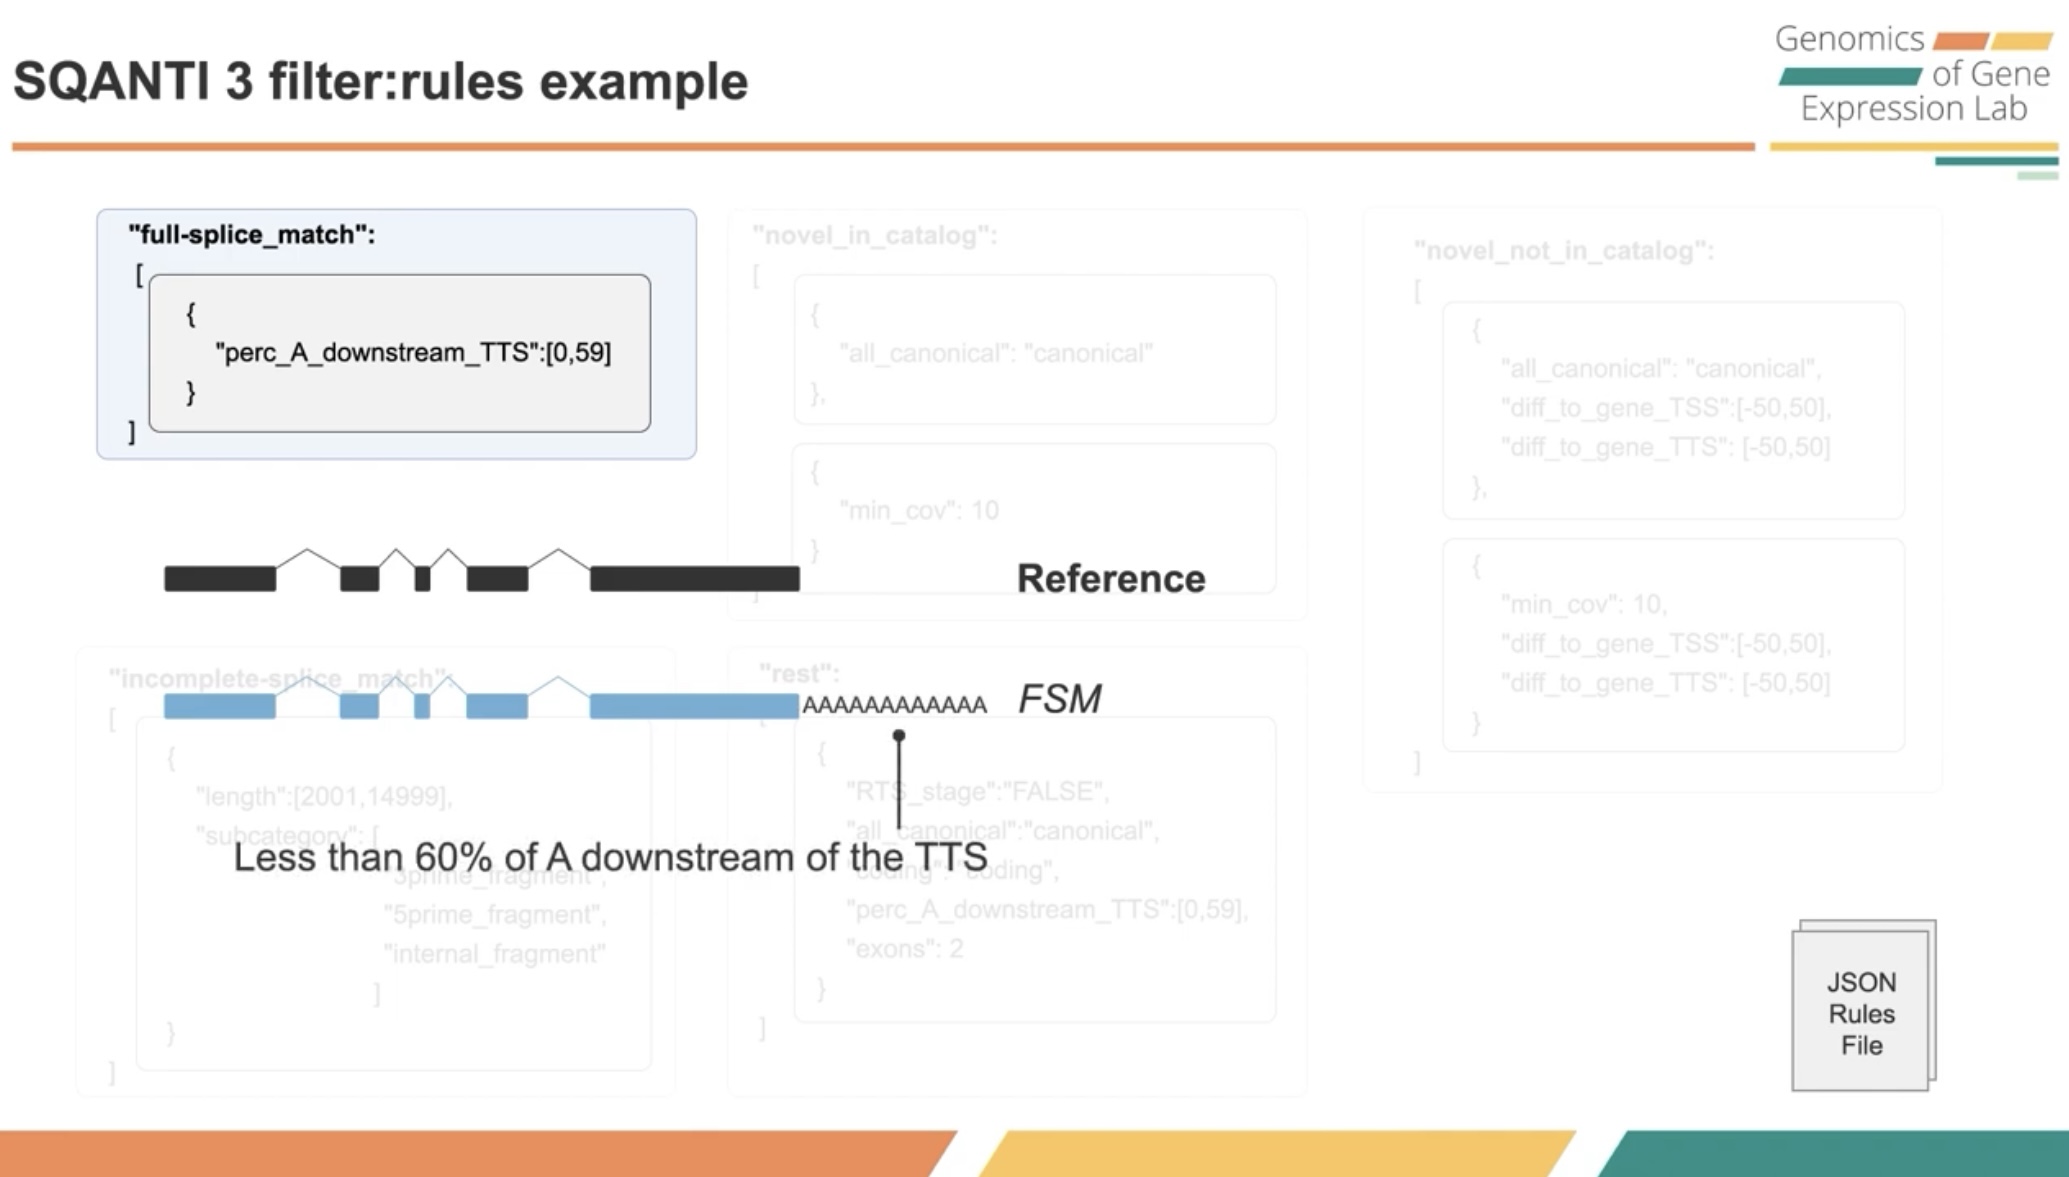 SQANTI 3 filter:rules example
Genomics
of Gene
Expression Lab
"full-splice_match":
[
{
"perc_A_downstream_TTS":[0,59]
}
]
"novel_in_catalog":
[
{
"all_canonical": "canonical"
},
{
"min_cov": 10
}
]
"novel_not_in_catalog":
[
{
"all_canonical": "canonical",
"diff_to_gene_TSS":[-50,50],
"diff_to_gene_TTS": [-50,50]
},
{
"min_cov": 10,
"diff_to_gene_TSS":[-50,50],
"diff_to_gene_TTS": [-50,50]
}
]
Reference
AAAAAAAAAAAA
FSM
Less than 60% of A downstream of the TTS
"incomplete-splice_match":
[
{
"length":[2001,14999],
"subcategory": [
"3prime_fragment",
"5prime_fragment",
"internal_fragment"
]
}
]
"rest":
[
{
"RTS_stage":"FALSE",
"all_canonical":"canonical",
"coding":"coding",
"perc_A_downstream_TTS":[0,59],
"exons": 2
}
]
JSON
Rules
File